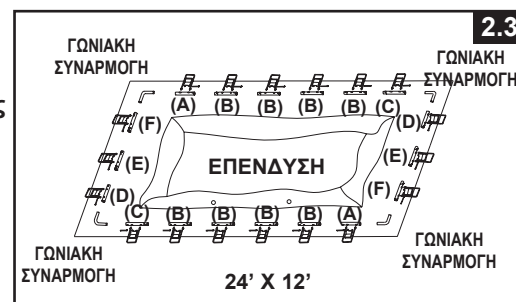 2.3
ΓΩΝΙΑΚΗ
ΣΥΝΑΡΜΟΓΗ
ΓΩΝΙΑΚΗ
ΣΥΝΑΡΜΟΓΗ
(A) (B) (B) (B) (B) (C)
(F) (D)
(E) ΕΠΕΝΔΥΣΗ (E)
(D) (F)
(C) (B) (B) (B) (B) (A)
ΓΩΝΙΑΚΗ
ΣΥΝΑΡΜΟΓΗ
ΓΩΝΙΑΚΗ
ΣΥΝΑΡΜΟΓΗ
24' X 12'